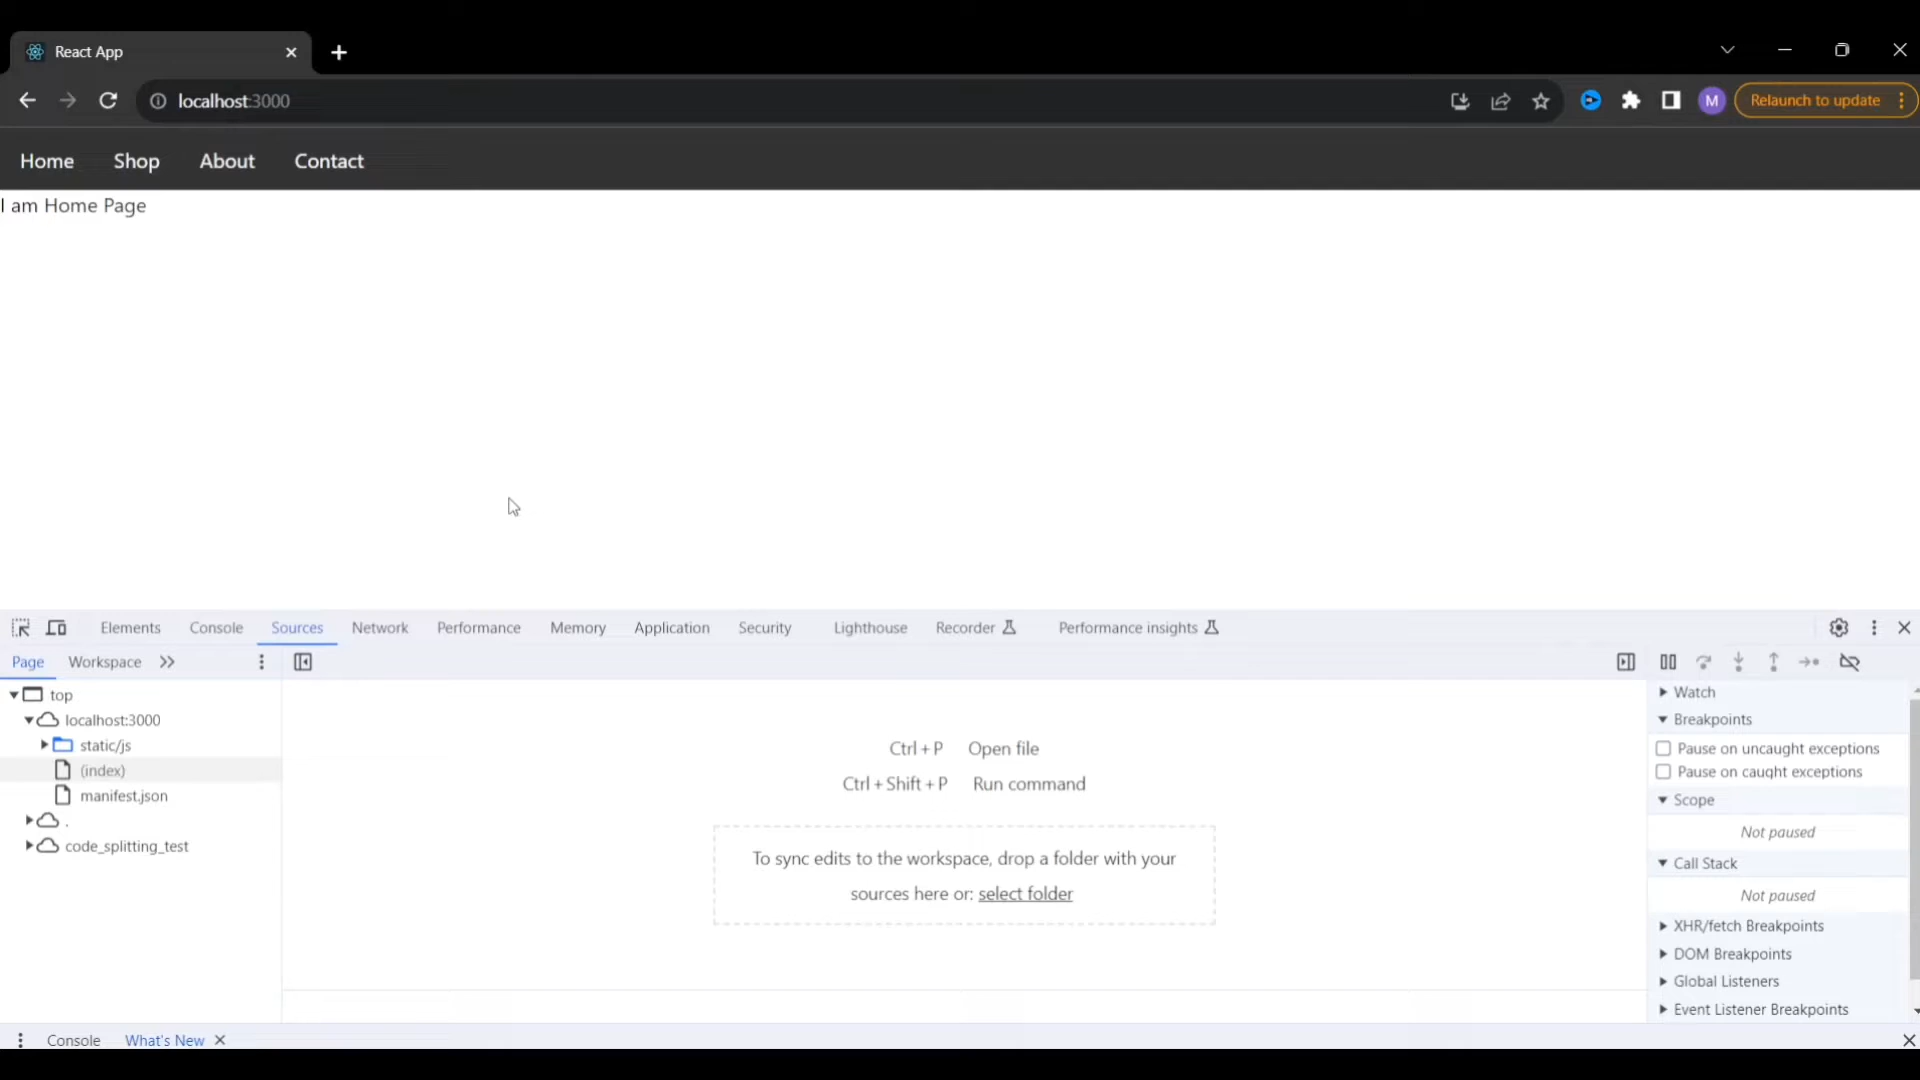 React App
localhost:3000
M
Relaunch to update
Home Shop About Contact
I am Home Page
Elements Console Sources Network Performance Memory Application Security Lighthouse Recorder Performance insights
Page Workspace
top
localhost:3000
static/js
(index)
manifest.json
.
code_splitting_test
Ctrl + P Open file
Ctrl + Shift + P Run command
To sync edits to the workspace, drop a folder with your
sources here or: select folder
Watch
Breakpoints
Pause on uncaught exceptions
Pause on caught exceptions
Scope
Not paused
Call Stack
Not paused
XHR/fetch Breakpoints
DOM Breakpoints
Global Listeners
Event Listener Breakpoints
Console What's New